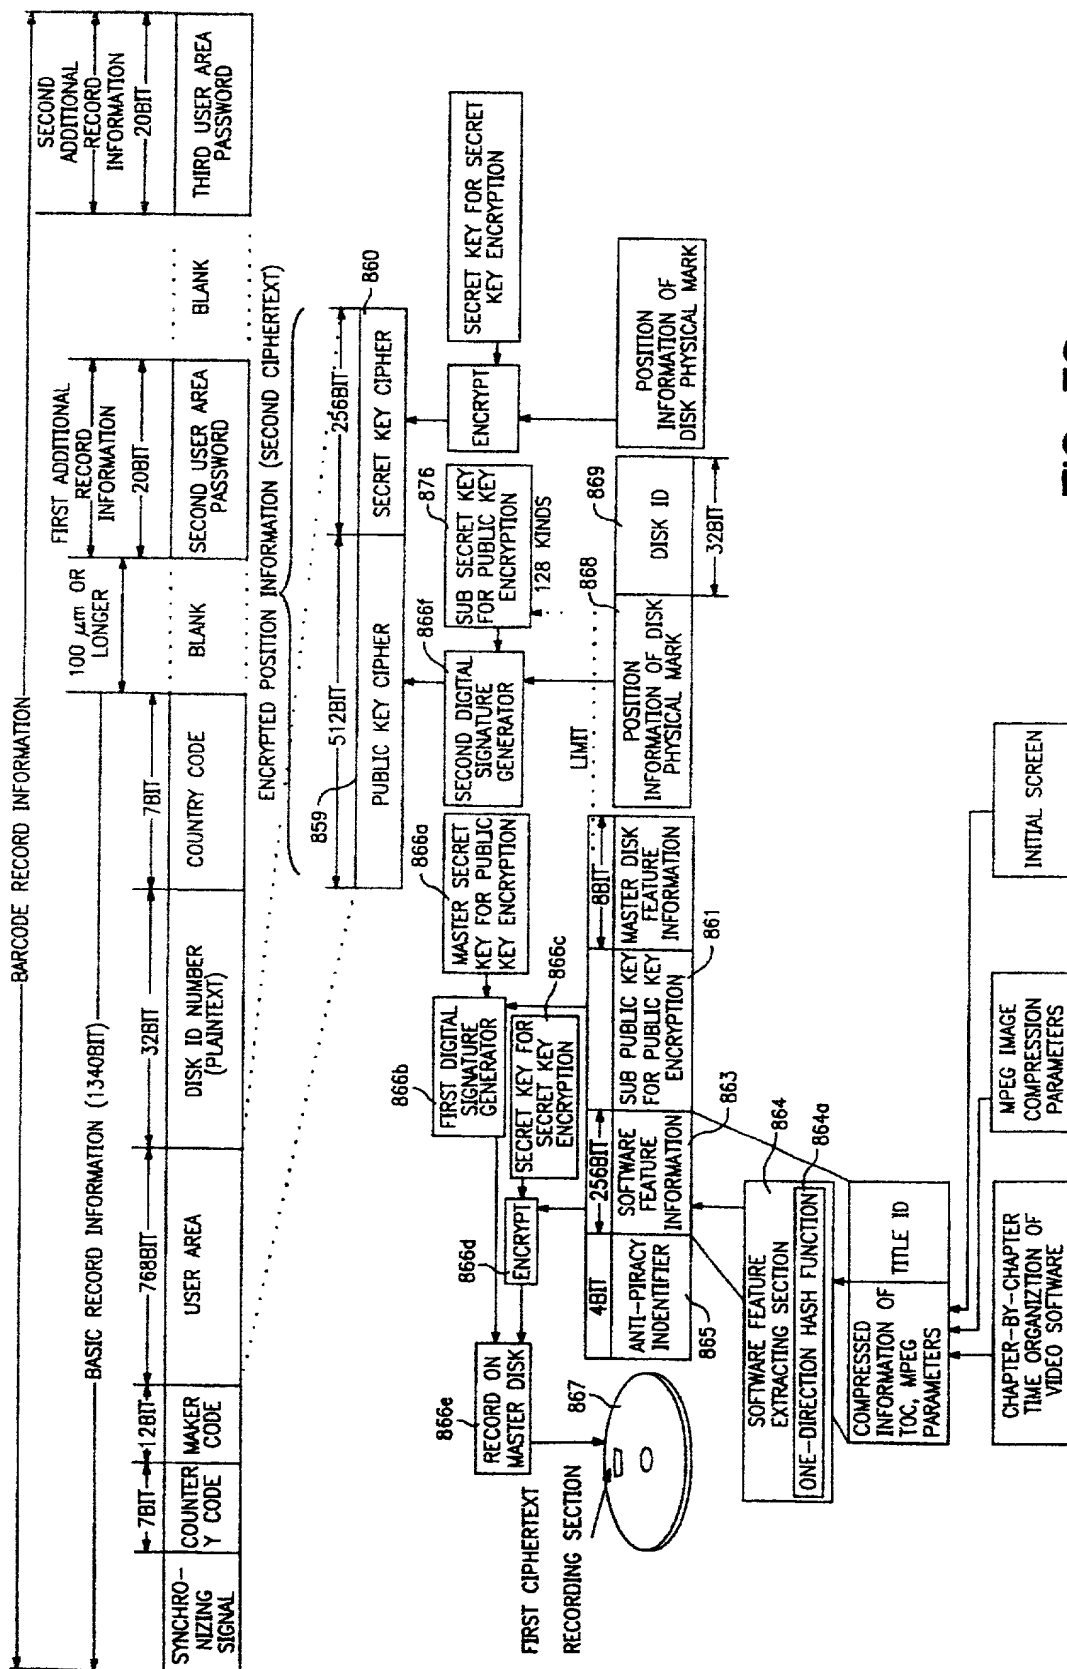 BARCODE RECORD INFORMATION
BASIC RECORD INFORMATION (1340BIT)
100 μm OR
LONGER
FIRST ADDITIONAL
RECORD
INFORMATION
SECOND
ADDITIONAL
RECORD
INFORMATION
7BIT
12BIT
768BIT
32BIT
7BIT
20BIT
20BIT
SYNCHRO-
NIZING
SIGNAL
COUNTER
Y CODE
MAKER
CODE
USER AREA
DISK ID NUMBER
(PLAINTEXT)
COUNTRY CODE
BLANK
SECOND USER AREA
PASSWORD
BLANK
THIRD USER AREA
PASSWORD
ENCRYPTED POSITION INFORMATION (SECOND CIPHERTEXT)
859
512BIT
256BIT
860
PUBLIC KEY CIPHER
SECRET KEY CIPHER
866e
866d
866b
866a
866f
876
RECORD ON
MASTER DISK
ENCRYPT
FIRST DIGITAL
SIGNATURE
GENERATOR
MASTER SECRET
KEY FOR PUBLIC
KEY ENCRYPTION
SECOND DIGITAL
SIGNATURE
GENERATOR
SUB SECRET KEY
FOR PUBLIC KEY
ENCRYPTION
ENCRYPT
SECRET KEY FOR SECRET
KEY ENCRYPTION
SECRET KEY FOR
SECRET KEY
ENCRYPTION
866c
128 KINDS
LIMIT
FIRST CIPHERTEXT
RECORDING SECTION
867
4BIT
256BIT
8BIT
ANTI-PIRACY
INDENTIFIER
SOFTWARE
FEATURE
INFORMATION
SUB PUBLIC KEY
FOR PUBLIC KEY
ENCRYPTION
MASTER DISK
FEATURE
INFORMATION
865
863
861
868
869
POSITION
INFORMATION OF DISK
PHYSICAL MARK
DISK ID
32BIT
POSITION
INFORMATION OF
DISK PHYSICAL MARK
SOFTWARE FEATURE
EXTRACTING SECTION
864
ONE-DIRECTION HASH FUNCTION
864a
COMPRESSED
INFORMATION OF
TOC, MPEG
PARAMETERS
TITLE ID
CHAPTER-BY-CHAPTER
TIME ORGANIZTION OF
VIDEO SOFTWARE
MPEG IMAGE
COMPRESSION
PARAMETERS
INITIAL SCREEN